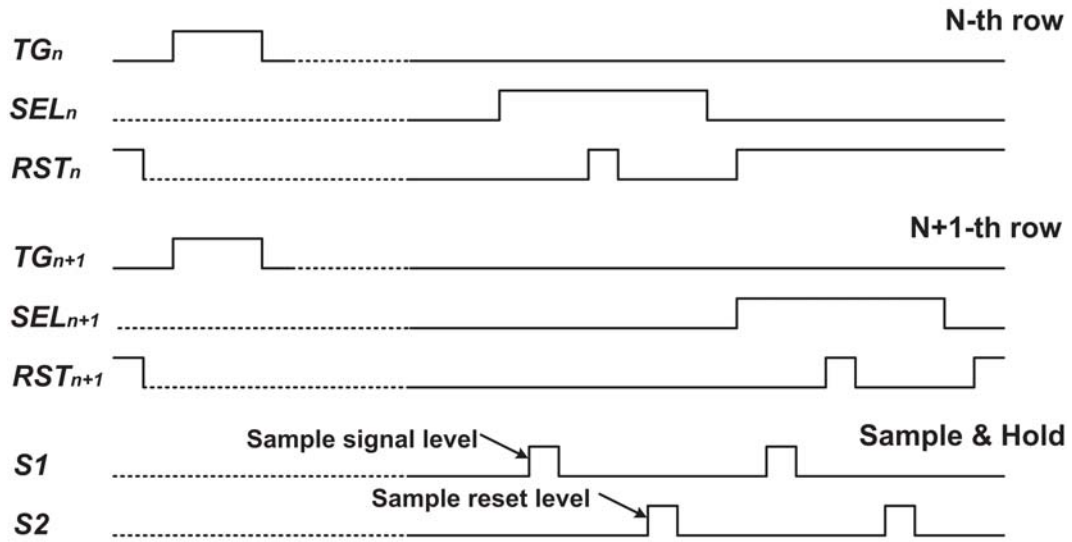 N-th row
TGn
SELn
RSTn
N+1-th row
TGn+1
SELn+1
RSTn+1
Sample & Hold
Sample signal level
S1
Sample reset level
S2